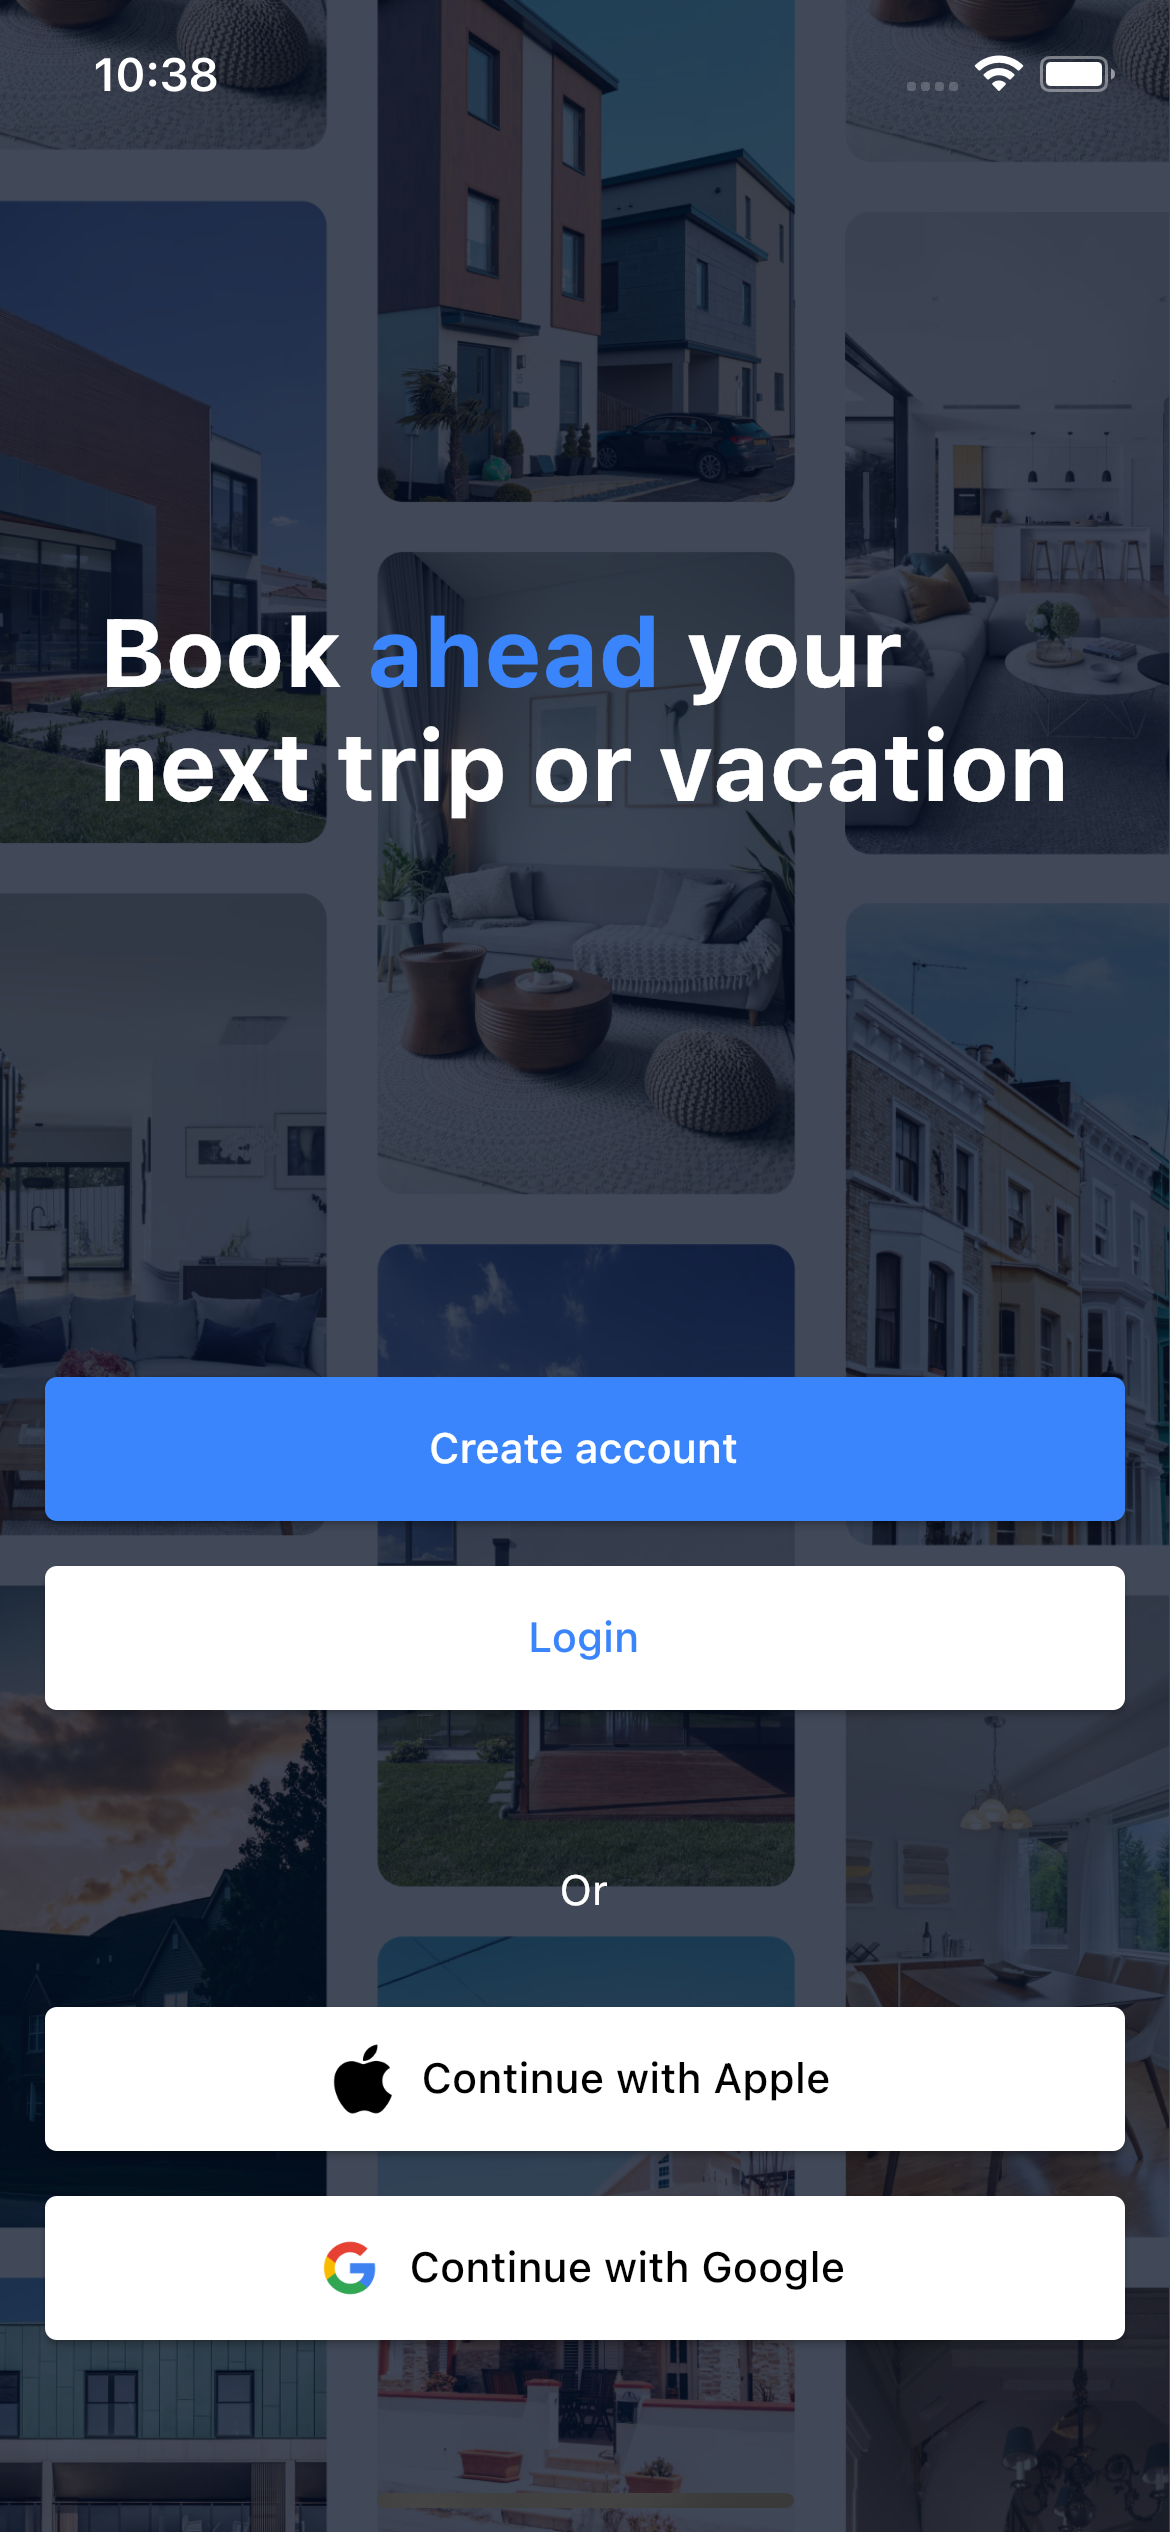 10:38
Book ahead your
next trip or vacation
Create account
Login
Or
Continue with Apple
Continue with Google